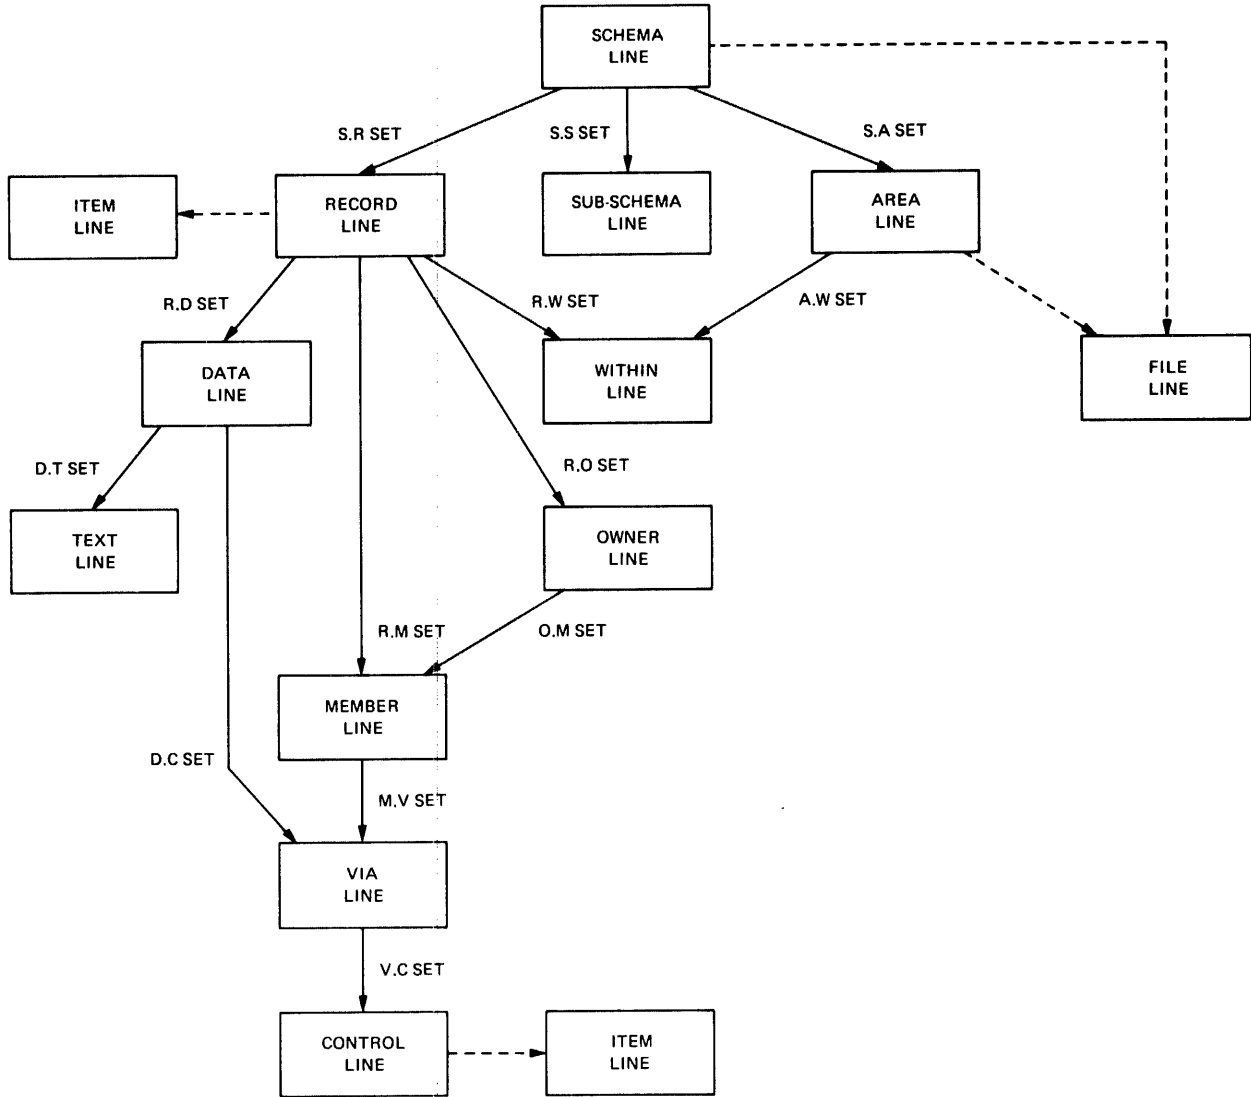 SCHEMA
LINE
S.R SET
S.S SET
S.A SET
ITEM
LINE
RECORD
LINE
SUB-SCHEMA
LINE
AREA
LINE
R.D SET
R.W SET
A.W SET
DATA
LINE
WITHIN
LINE
FILE
LINE
D.T SET
R.O SET
TEXT
LINE
OWNER
LINE
R.M SET
O.M SET
MEMBER
LINE
D.C SET
M.V SET
VIA
LINE
V.C SET
CONTROL
LINE
ITEM
LINE